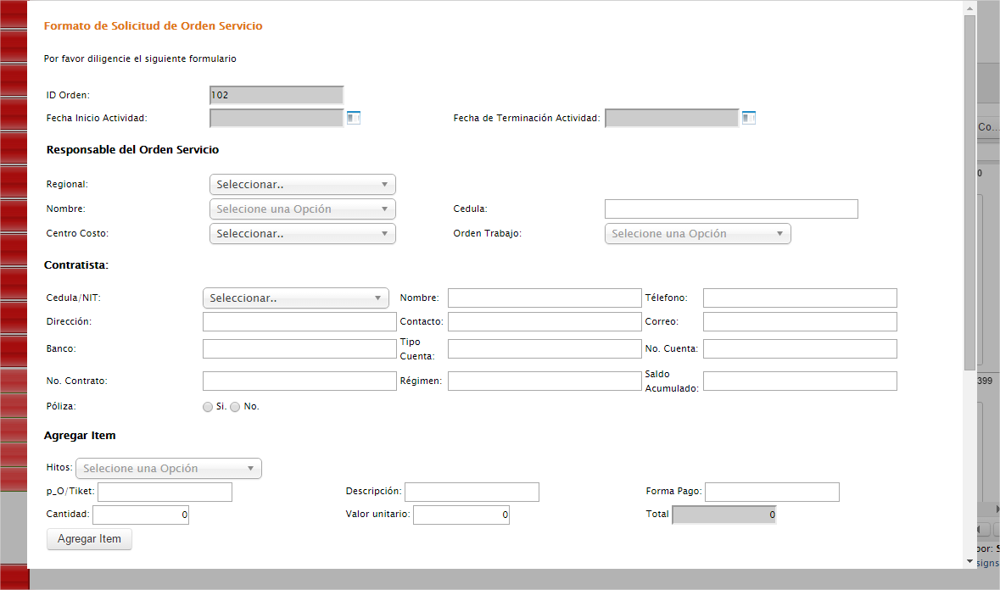 Formato de Solicitud de Orden Servicio
Por favor diligencie el siguiente formulario
ID Orden: 102
Fecha Inicio Actividad: Fecha de Terminación Actividad:
Responsable del Orden Servicio
Regional: Seleccionar..
Nombre: Selecione una Opción Cedula:
Centro Costo: Seleccionar.. Orden Trabajo: Selecione una Opción
Contratista:
Cedula/NIT: Seleccionar.. Nombre: Télefono:
Dirección: Contacto: Correo:
Banco: Tipo Cuenta: No. Cuenta:
No. Contrato: Régimen: Saldo Acumulado:
Póliza: Si. No.
Agregar Item
Hitos: Selecione una Opción
p_O/Tiket: Descripción: Forma Pago:
Cantidad: 0 Valor unitario: 0 Total 0
Agregar Item
Co...
0
399
por: S
signs